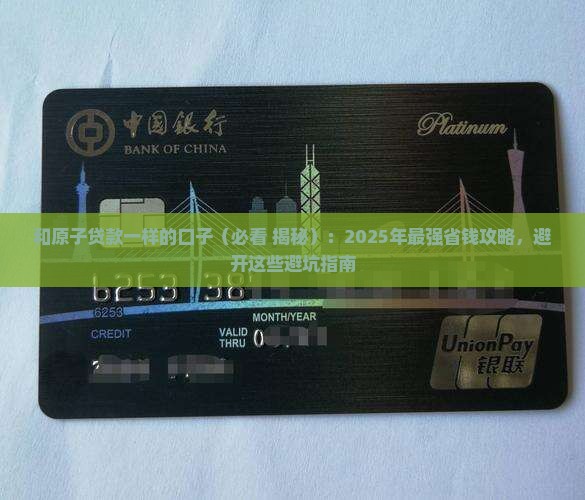 中国银行
BANK OF CHINA
Platinum
和原子贷款一样的口子（必看 揭秘）：2025年最强省钱攻略，避
开这些避坑指南
6253 38
6253
MONTH/YEAR
CREDIT
VALID
THRU 0
UnionPay
银联